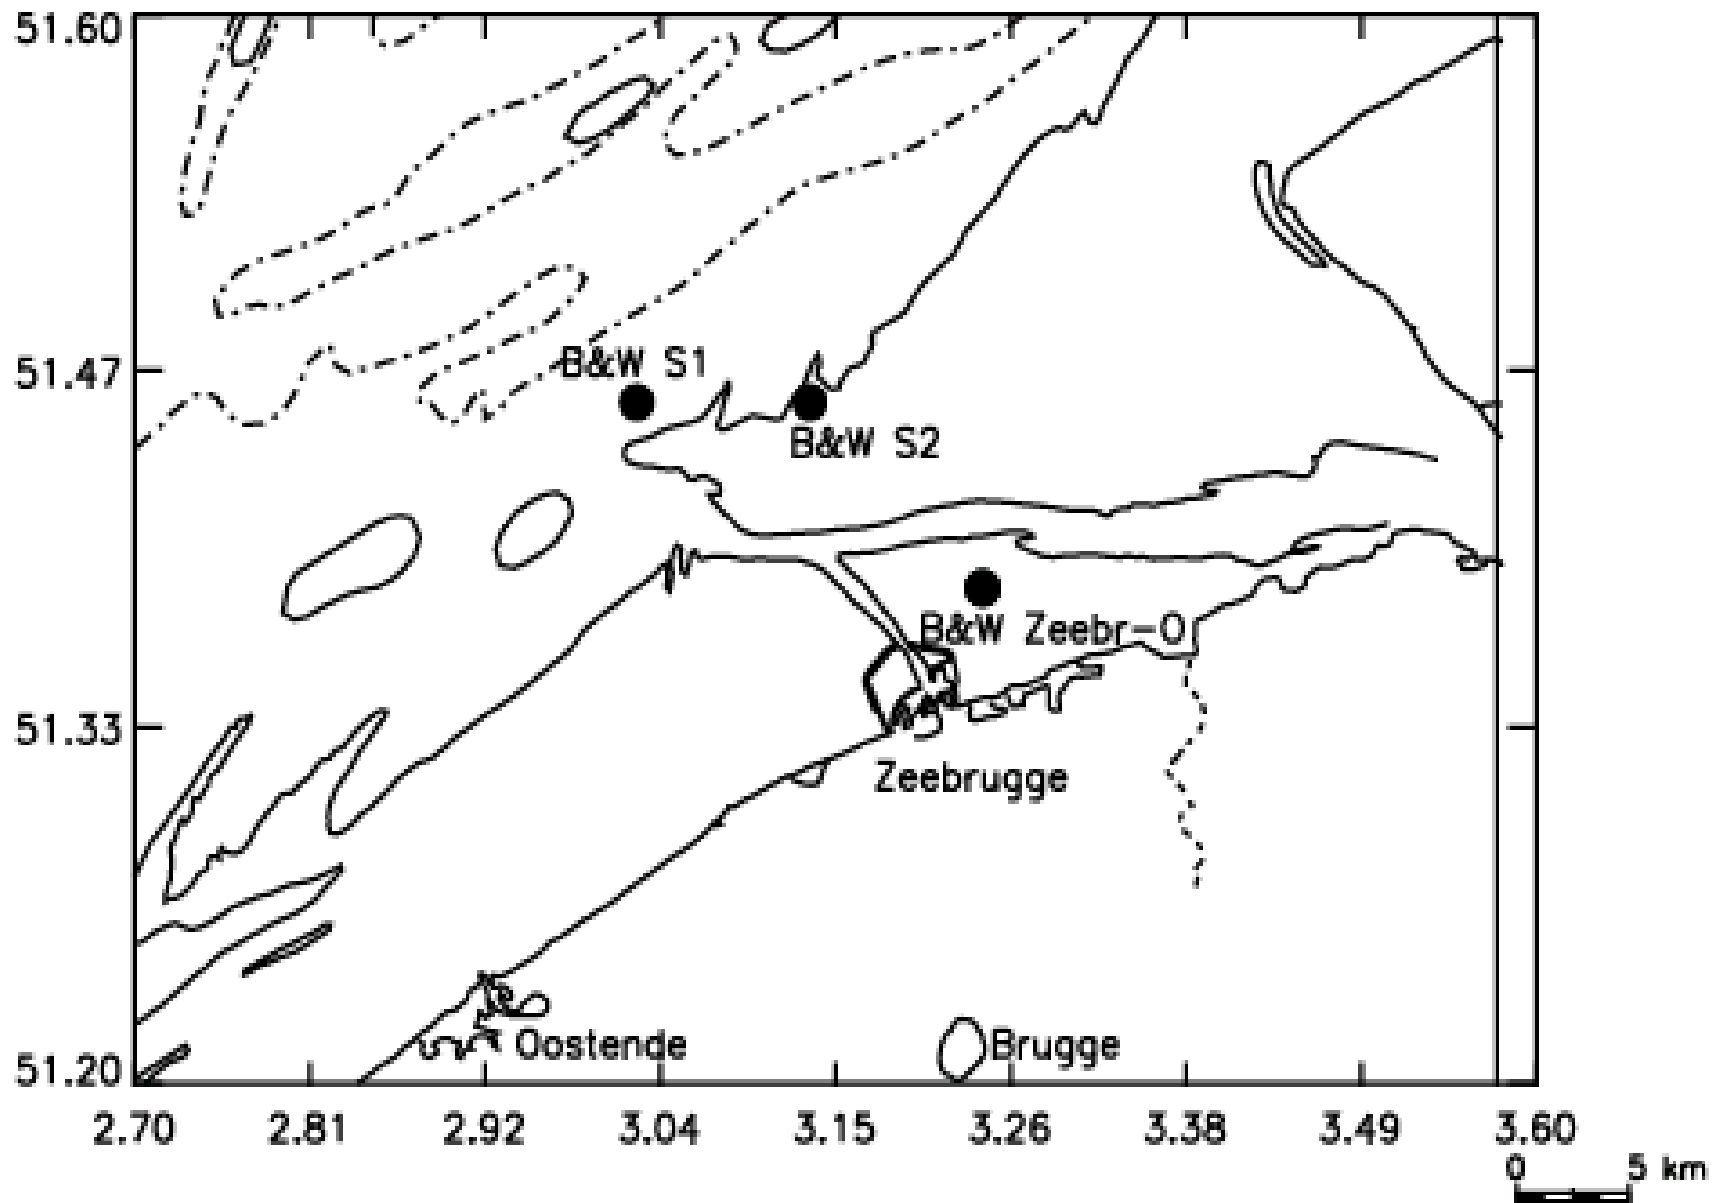 51.60
B&W S1
51.47
B&W S2
B&W Zeebr-O
51.33
Zeebrugge
Oostende
Brugge
51.20
2.70 2.81 2.92 3.04 3.15 3.26 3.38 3.49 3.60
0 5 km